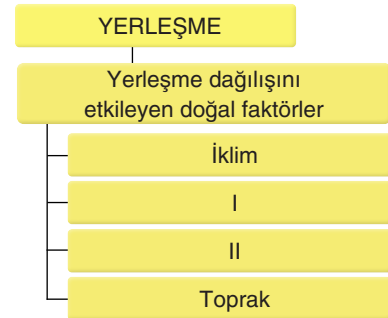 YERLEŞME
Yerleşme dağılışını
etkileyen doğal faktörler
İklim
I
II
Toprak